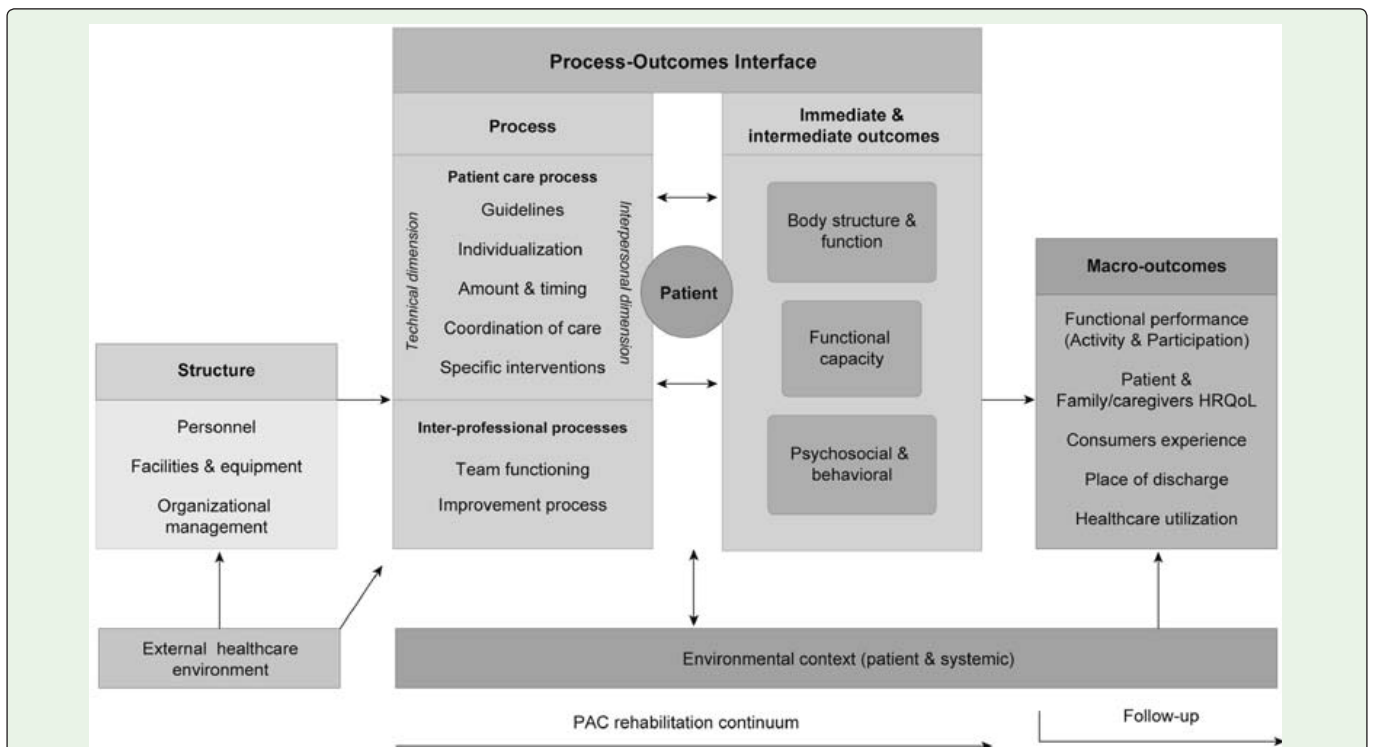 Process-Outcomes Interface
Process
Patient care process
Technical dimension
Guidelines
Individualization
Amount & timing
Coordination of care
Specific interventions
Interpersonal dimension
Inter-professional processes
Team functioning
Improvement process
Patient
Immediate &
intermediate outcomes
Body structure &
function
Functional
capacity
Psychosocial &
behavioral
Structure
Personnel
Facilities & equipment
Organizational
management
Macro-outcomes
Functional performance
(Activity & Participation)
Patient &
Family/caregivers HRQoL
Consumers experience
Place of discharge
Healthcare utilization
External healthcare
environment
Environmental context (patient & systemic)
PAC rehabilitation continuum
Follow-up